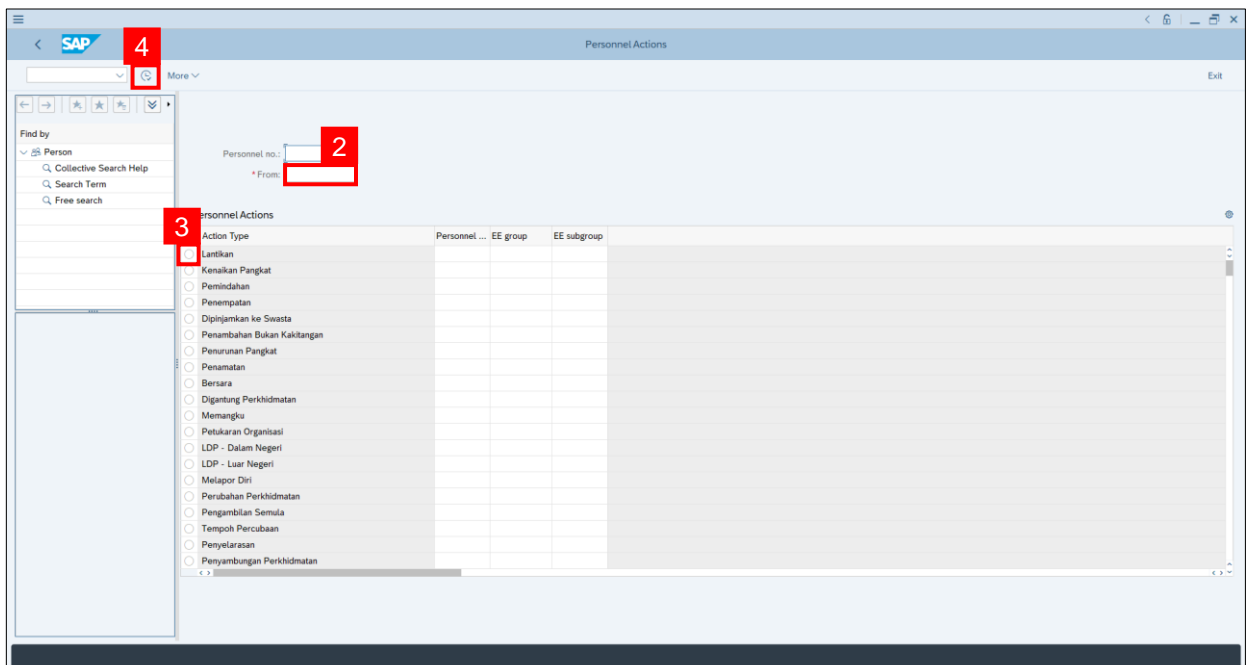 SAP
4
Personnel Actions
More
Exit
Find by
Person
Collective Search Help
Search Term
Free search
Personnel no.:
2
* From:
3
ersonnel Actions
Action Type Personnel ... EE group EE subgroup
Lantikan
Kenaikan Pangkat
Pemindahan
Penempatan
Dipinjamkan ke Swasta
Penambahan Bukan Kakitangan
Penurunan Pangkat
Penamatan
Bersara
Digantung Perkhidmatan
Memangku
Petukaran Organisasi
LDP - Dalam Negeri
LDP - Luar Negeri
Melapor Diri
Perubahan Perkhidmatan
Pengambilan Semula
Tempoh Percubaan
Penyelarasan
Penyambungan Perkhidmatan